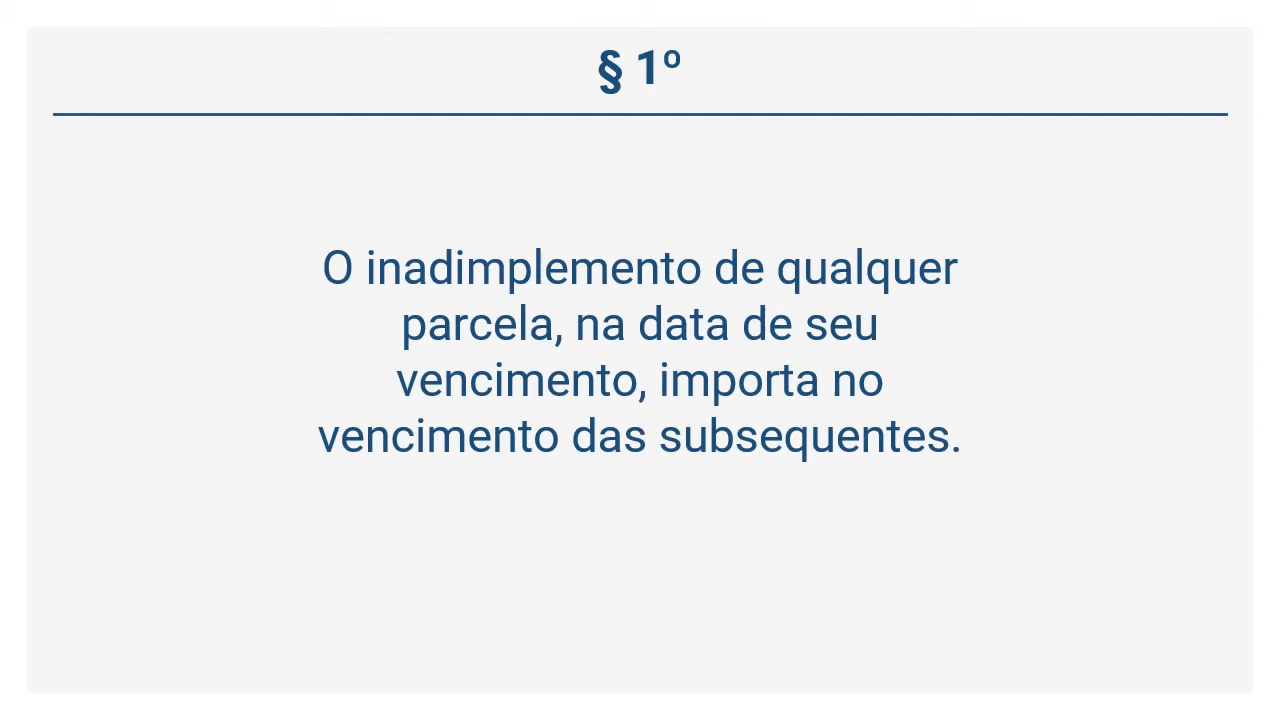 § 1º
O inadimplemento de qualquer
parcela, na data de seu
vencimento, importa no
vencimento das subsequentes.